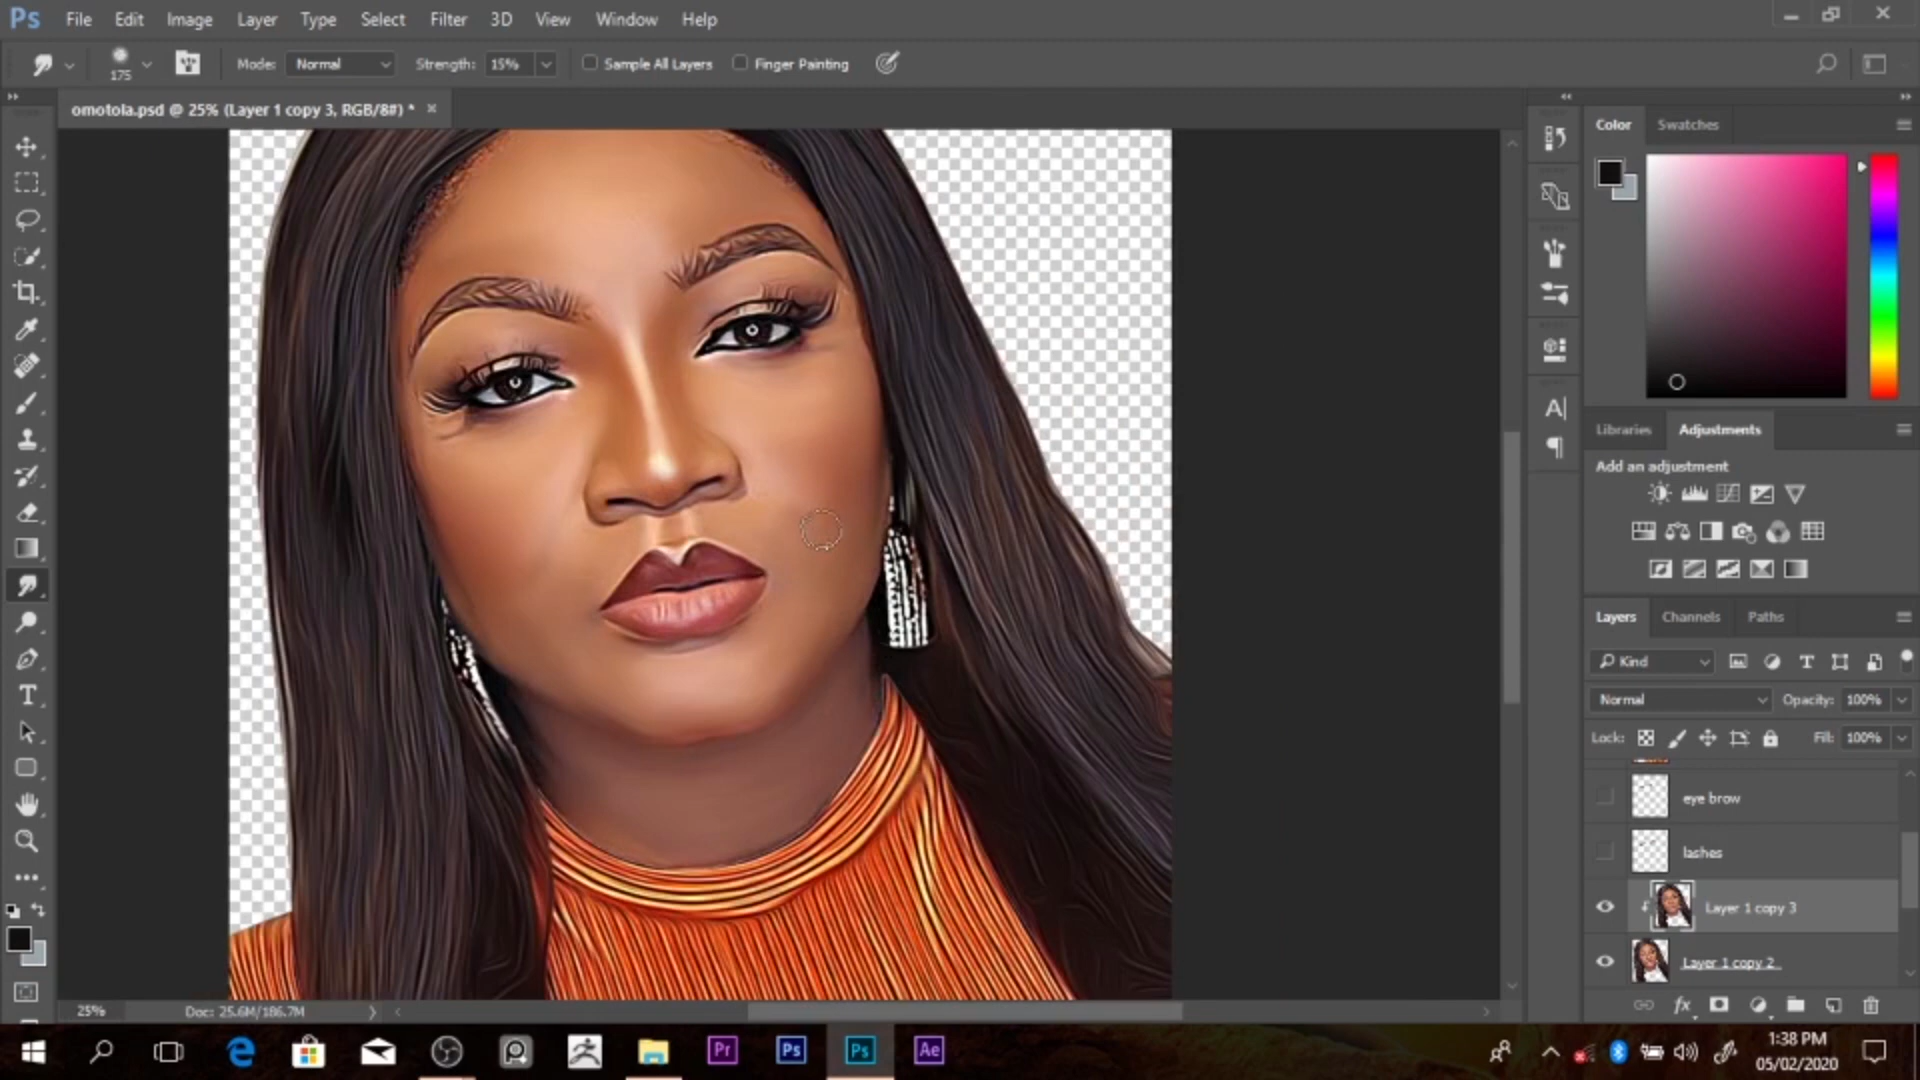 Ps File Edit Image Layer Type Select Filter 3D View Window Help
175 Mode: Normal Strength: 15% Sample All Layers Finger Painting
omotola.psd @ 25% (Layer 1 copy 3, RGB/8#) *
Color Swatches
Libraries Adjustments
Add an adjustment
Layers Channels Paths
Kind
Normal Opacity: 100%
Lock: Fill: 100%
eye brow
lashes
Layer 1 copy 3
Layer 1 copy 2
fx
25% Doc: 25.6M/186.7M
Pr Ps Ps Ae
1:38 PM
05/02/2020